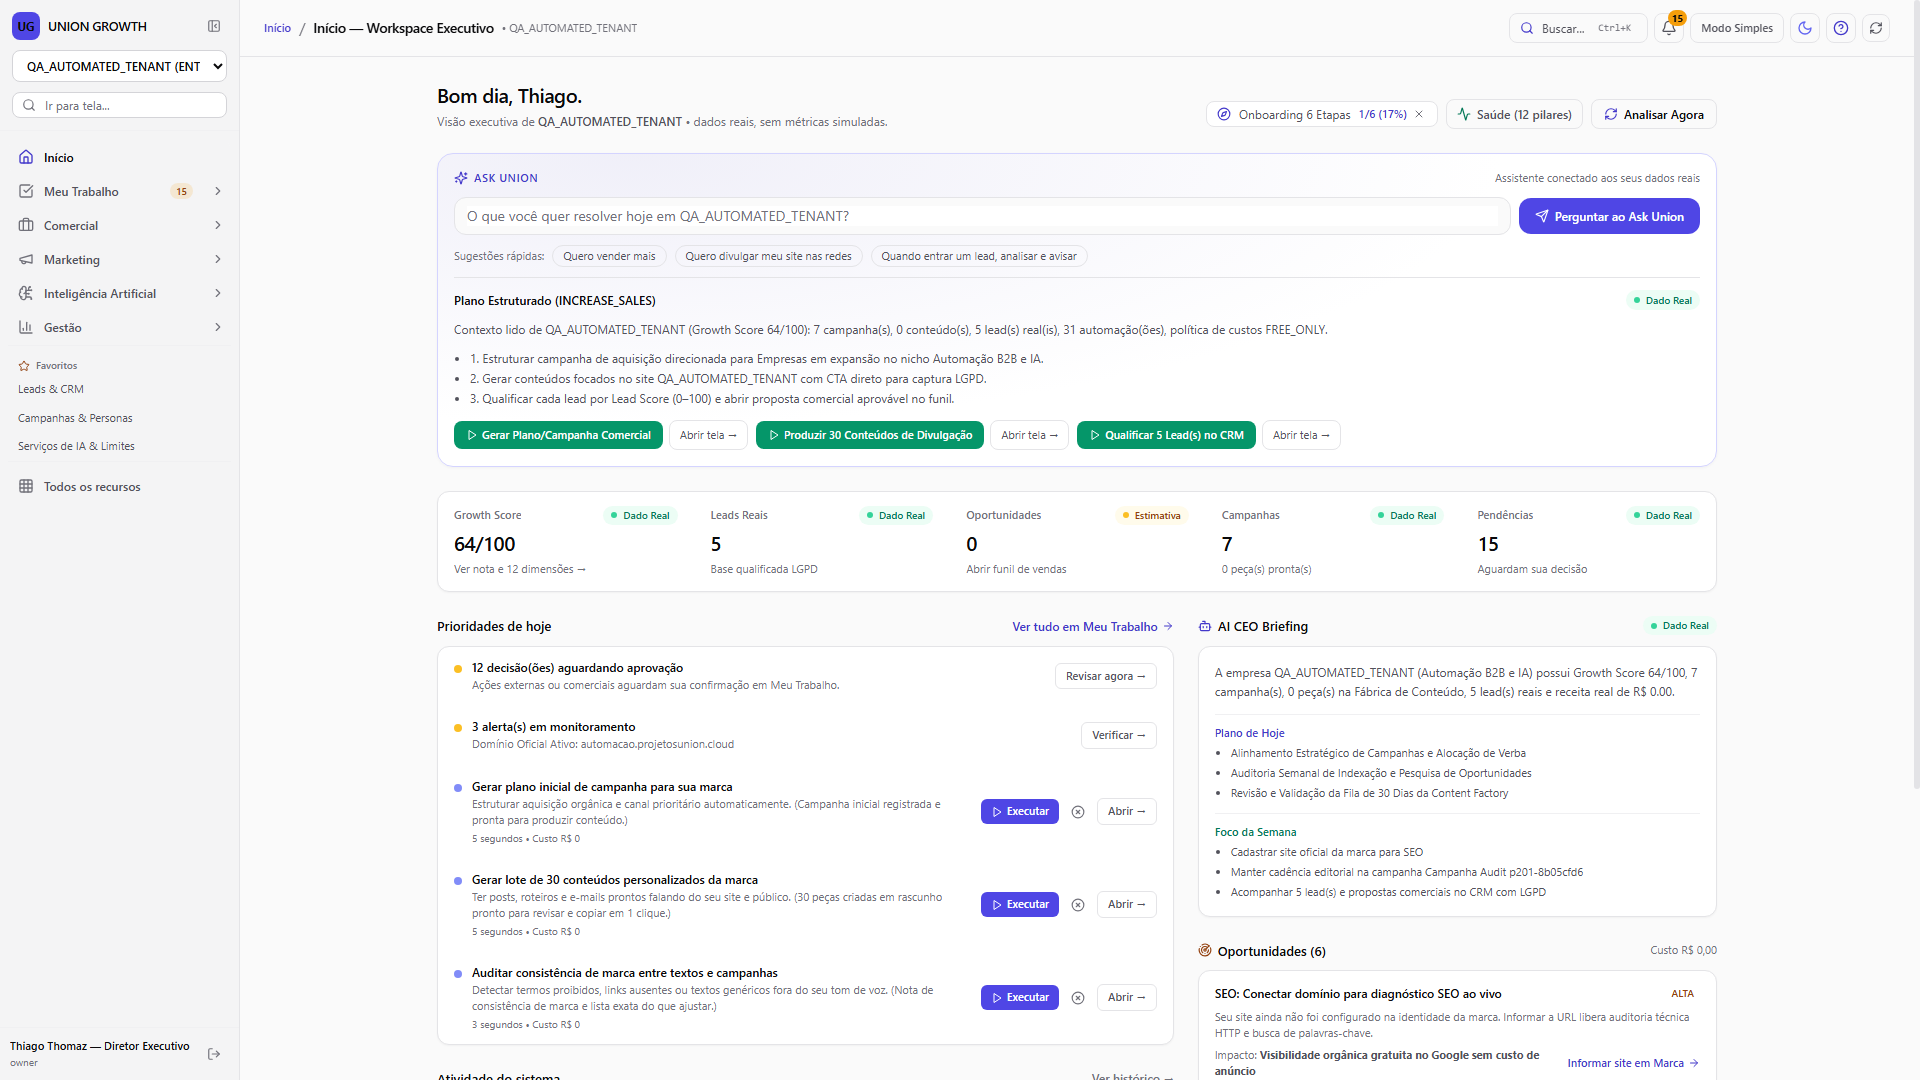 UG UNION GROWTH
QA_AUTOMATED_TENANT (ENT
Ir para tela...
Início
Meu Trabalho 15
Comercial
Marketing
Inteligência Artificial
Gestão
Favoritos
Leads & CRM
Campanhas & Personas
Serviços de IA & Limites
Todos os recursos
Thiago Thomaz — Diretor Executivo
owner
Início / Início — Workspace Executivo • QA_AUTOMATED_TENANT
Buscar... Ctrl+K
15
Modo Simples
Bom dia, Thiago.
Visão executiva de QA_AUTOMATED_TENANT • dados reais, sem métricas simuladas.
Onboarding 6 Etapas 1/6 (17%) ×
Saúde (12 pilares)
Analisar Agora
ASK UNION
Assistente conectado aos seus dados reais
O que você quer resolver hoje em QA_AUTOMATED_TENANT?
Perguntar ao Ask Union
Sugestões rápidas: Quero vender mais Quero divulgar meu site nas redes Quando entrar um lead, analisar e avisar
Plano Estruturado (INCREASE_SALES)
Dado Real
Contexto lido de QA_AUTOMATED_TENANT (Growth Score 64/100): 7 campanha(s), 0 conteúdo(s), 5 lead(s) real(is), 31 automação(ões), política de custos FREE_ONLY.
• 1. Estruturar campanha de aquisição direcionada para Empresas em expansão no nicho Automação B2B e IA.
• 2. Gerar conteúdos focados no site QA_AUTOMATED_TENANT com CTA direto para captura LGPD.
• 3. Qualificar cada lead por Lead Score (0–100) e abrir proposta comercial aprovável no funil.
Gerar Plano/Campanha Comercial Abrir tela → Produzir 30 Conteúdos de Divulgação Abrir tela → Qualificar 5 Lead(s) no CRM Abrir tela →
Growth Score Dado Real
64/100
Ver nota e 12 dimensões →
Leads Reais Dado Real
5
Base qualificada LGPD
Oportunidades Estimativa
0
Abrir funil de vendas
Campanhas Dado Real
7
0 peça(s) pronta(s)
Pendências Dado Real
15
Aguardam sua decisão
Prioridades de hoje
Ver tudo em Meu Trabalho →
12 decisão(ões) aguardando aprovação
Ações externas ou comerciais aguardam sua confirmação em Meu Trabalho.
Revisar agora →
3 alerta(s) em monitoramento
Domínio Oficial Ativo: automacao.projetosunion.cloud
Verificar →
Gerar plano inicial de campanha para sua marca
Estruturar aquisição orgânica e canal prioritário automaticamente. (Campanha inicial registrada e
pronta para produzir conteúdo.)
5 segundos • Custo R$ 0
Executar
Abrir →
Gerar lote de 30 conteúdos personalizados da marca
Ter posts, roteiros e e-mails prontos falando do seu site e público. (30 peças criadas em rascunho
pronto para revisar e copiar em 1 clique.)
5 segundos • Custo R$ 0
Executar
Abrir →
Auditar consistência de marca entre textos e campanhas
Detectar termos proibidos, links ausentes ou textos genéricos fora do seu tom de voz. (Nota de
consistência de marca e lista exata do que ajustar.)
3 segundos • Custo R$ 0
Executar
Abrir →
Atividade do sistema
Ver histórico →
AI CEO Briefing
Dado Real
A empresa QA_AUTOMATED_TENANT (Automação B2B e IA) possui Growth Score 64/100, 7
campanha(s), 0 peça(s) na Fábrica de Conteúdo, 5 lead(s) reais e receita real de R$ 0.00.
Plano de Hoje
• Alinhamento Estratégico de Campanhas e Alocação de Verba
• Auditoria Semanal de Indexação e Pesquisa de Oportunidades
• Revisão e Validação da Fila de 30 Dias da Content Factory
Foco da Semana
• Cadastrar site oficial da marca para SEO
• Manter cadência editorial na campanha Campanha Audit p201-8b05cfd6
• Acompanhar 5 lead(s) e propostas comerciais no CRM com LGPD
Oportunidades (6)
Custo R$ 0,00
SEO: Conectar domínio para diagnóstico SEO ao vivo
ALTA
Seu site ainda não foi configurado na identidade da marca. Informar a URL libera auditoria técnica
HTTP e busca de palavras-chave.
Impacto: Visibilidade orgânica gratuita no Google sem custo de
anúncio
Informar site em Marca →